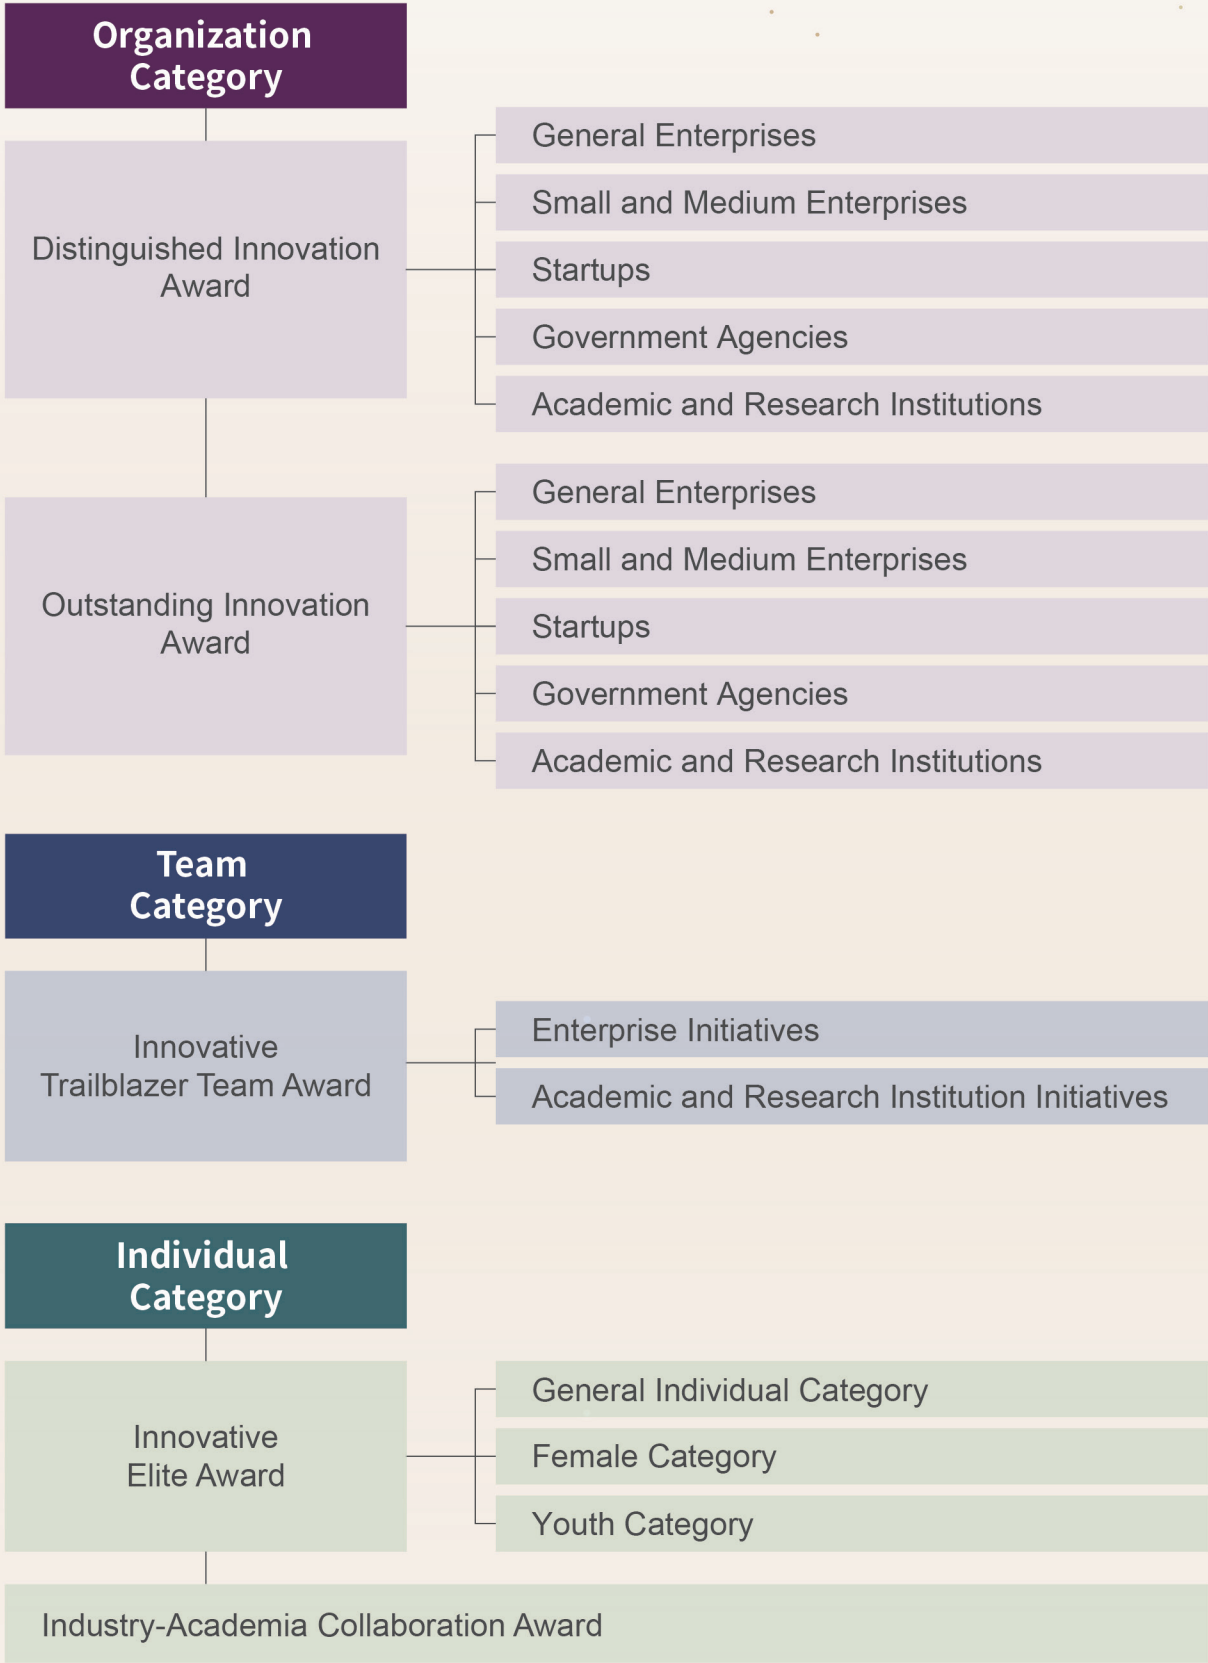 Organization
Category
Distinguished Innovation
Award
General Enterprises
Small and Medium Enterprises
Startups
Government Agencies
Academic and Research Institutions
Outstanding Innovation
Award
General Enterprises
Small and Medium Enterprises
Startups
Government Agencies
Academic and Research Institutions
Team
Category
Innovative
Trailblazer Team Award
Enterprise Initiatives
Academic and Research Institution Initiatives
Individual
Category
Innovative
Elite Award
General Individual Category
Female Category
Youth Category
Industry-Academia Collaboration Award